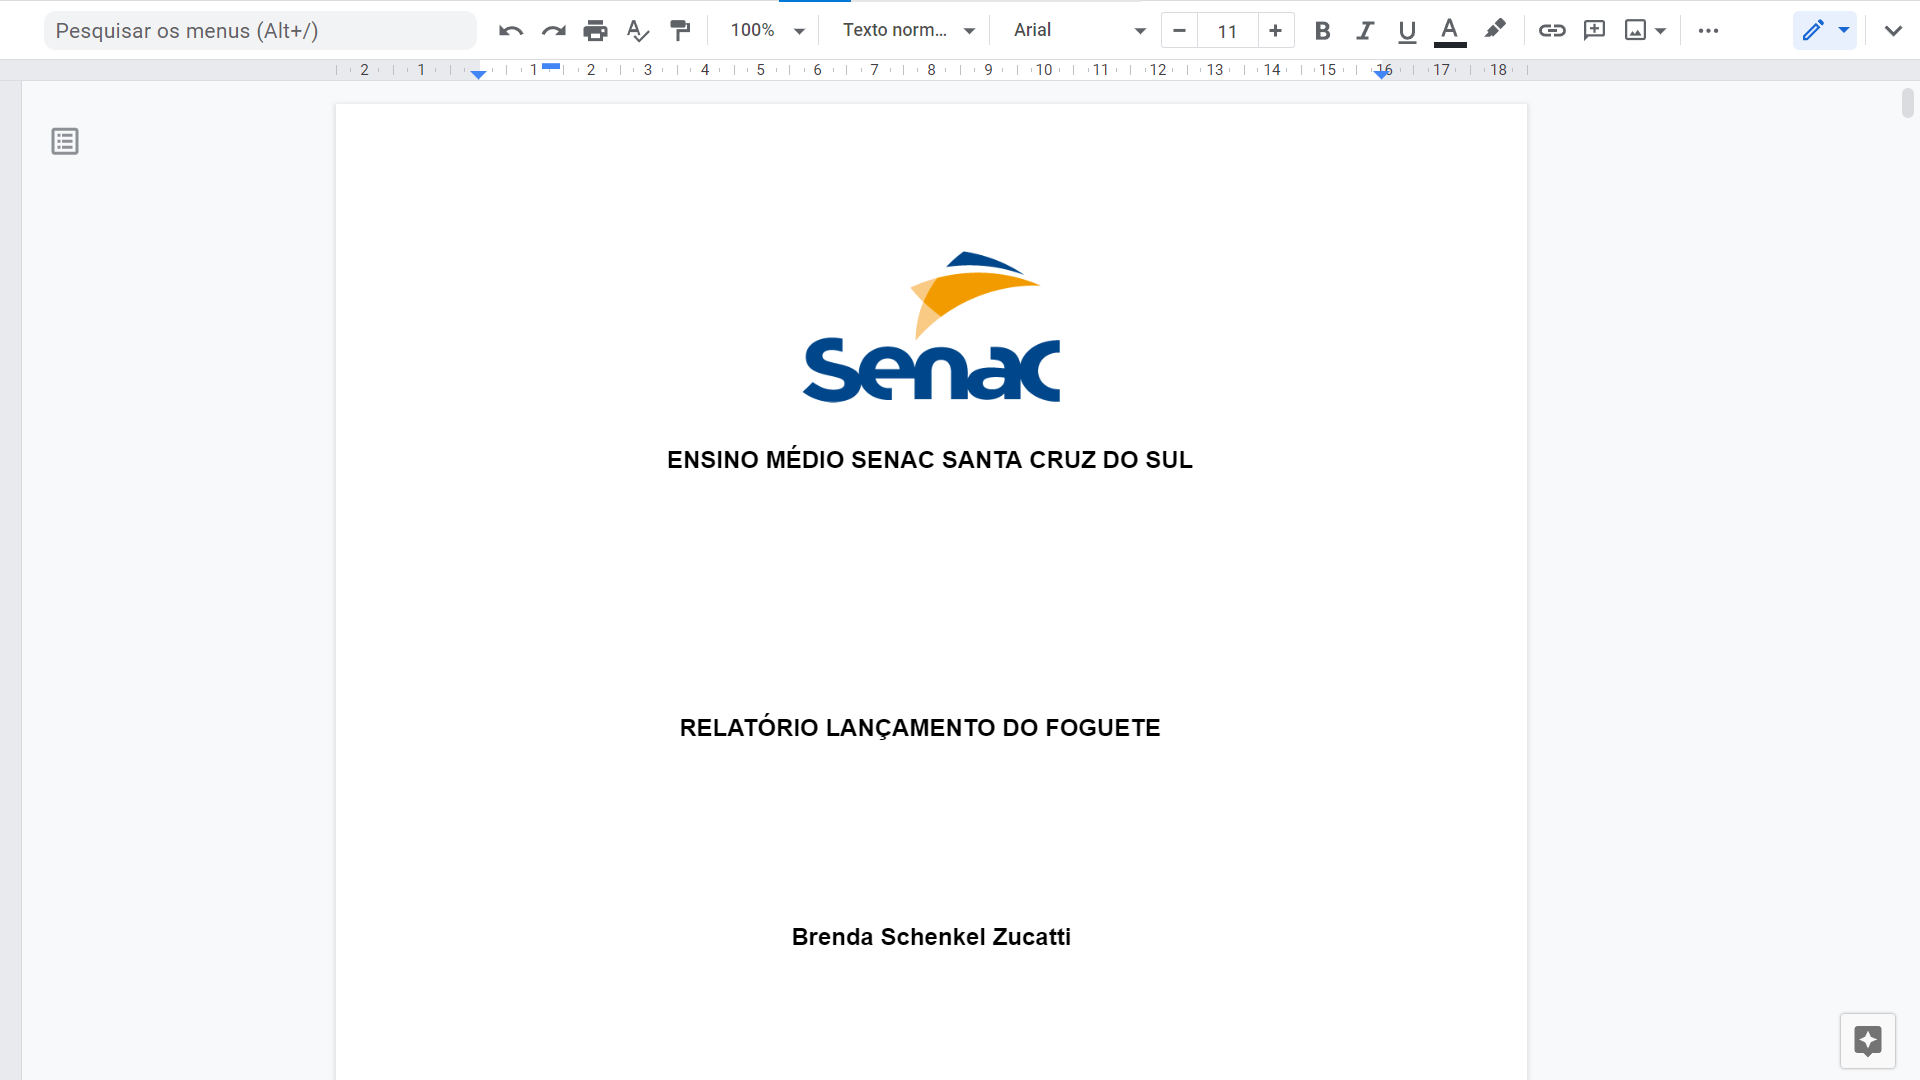 Pesquisar os menus (Alt+/)
100%
Texto norm...
Arial
11
B
I
U
A
2 1 1 2 3 4 5 6 7 8 9 10 11 12 13 14 15 16 17 18
senac
ENSINO MÉDIO SENAC SANTA CRUZ DO SUL
RELATÓRIO LANÇAMENTO DO FOGUETE
Brenda Schenkel Zucatti